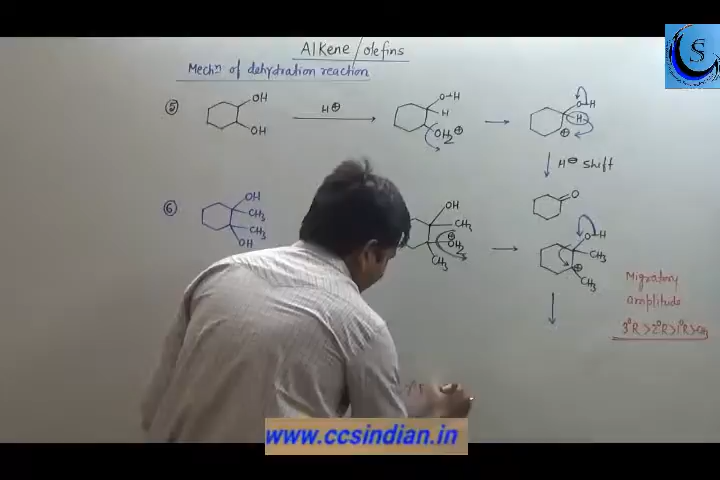 Alkene/olefins
Mechⁿ of dehydration reaction
⑤
OH
OH
H⊕
O-H
H
OH₂⊕
O-H
H
⊕
H⊖ shift
O
⑥
OH
CH₃
CH₃
OH
OH
CH₃
⊕
OH₂
CH₃
O-H
CH₃
⊕
CH₃
Migratory
amplitude
3°R>2°R>1°R>CH₃
S
www.ccsindian.in